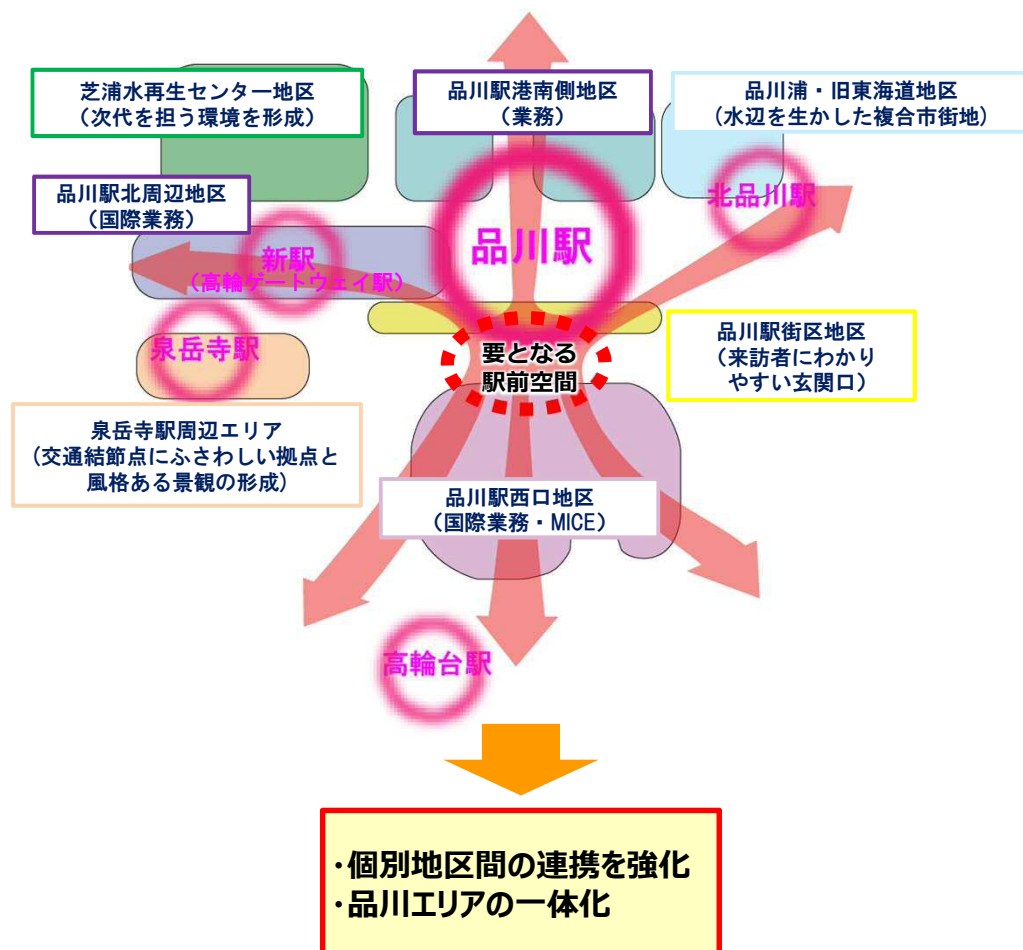 芝浦水再生センター地区
（次代を担う環境を形成）
品川駅港南側地区
（業務）
品川浦・旧東海道地区
（水辺を生かした複合市街地）
品川駅北周辺地区
（国際業務）
北品川駅
品川駅
新駅
（高輪ゲートウェイ駅）
泉岳寺駅
要となる
駅前空間
品川駅街区地区
（来訪者にわかり
やすい玄関口）
泉岳寺駅周辺エリア
（交通結節点にふさわしい拠点と
風格ある景観の形成）
品川駅西口地区
（国際業務・MICE）
高輪台駅
・個別地区間の連携を強化
・品川エリアの一体化